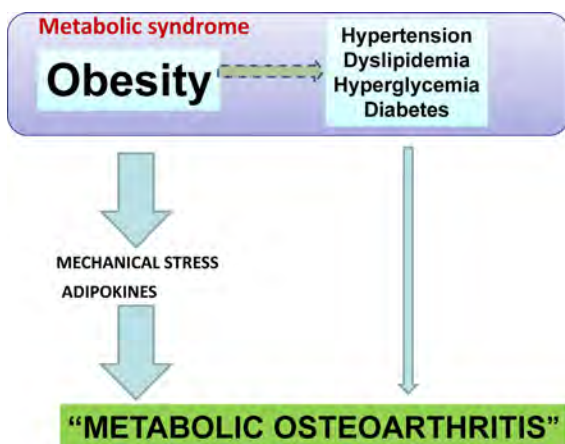 Metabolic syndrome
Obesity
Hypertension
Dyslipidemia
Hyperglycemia
Diabetes
MECHANICAL STRESS
ADIPOKINES
“METABOLIC OSTEOARTHRITIS”